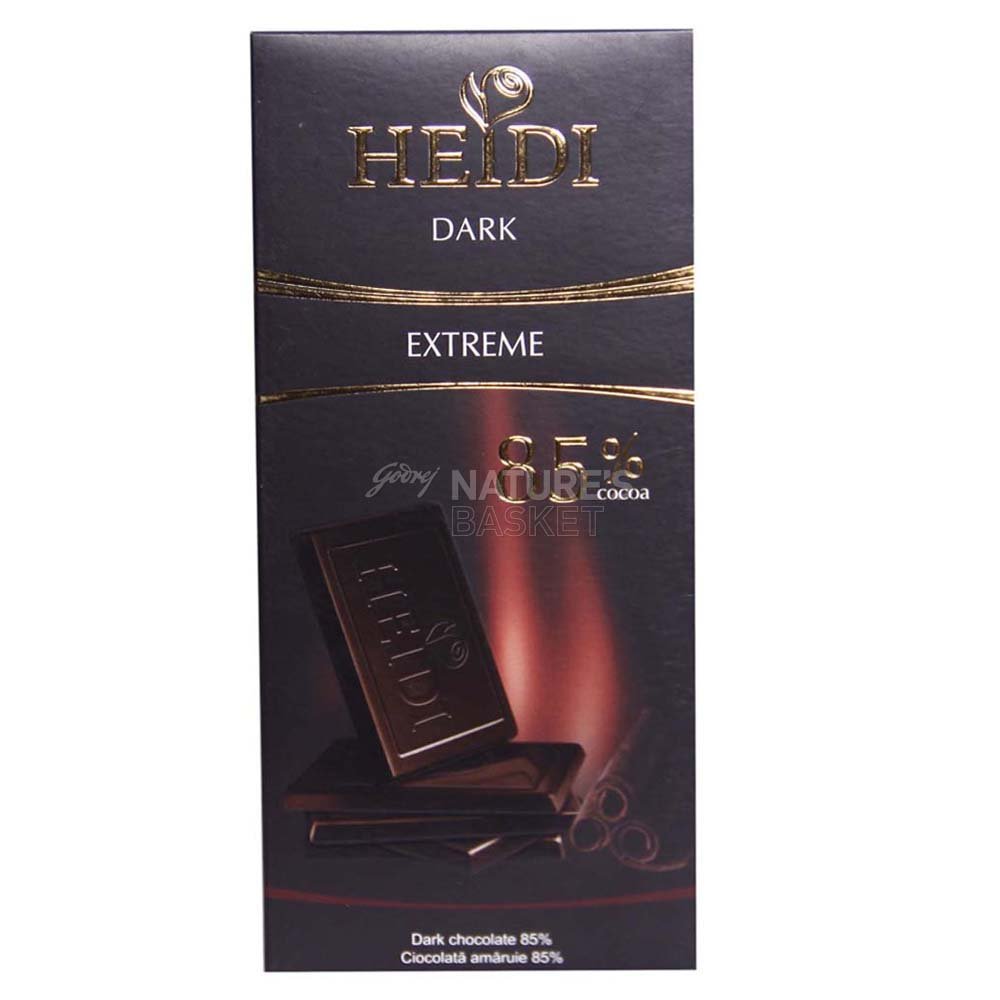 HEIDI
DARK
EXTREME
85%
cocoa
Godrej NATURE'S
BASKET
HEIDI
Dark chocolate 85%
Ciocolată amăruie 85%